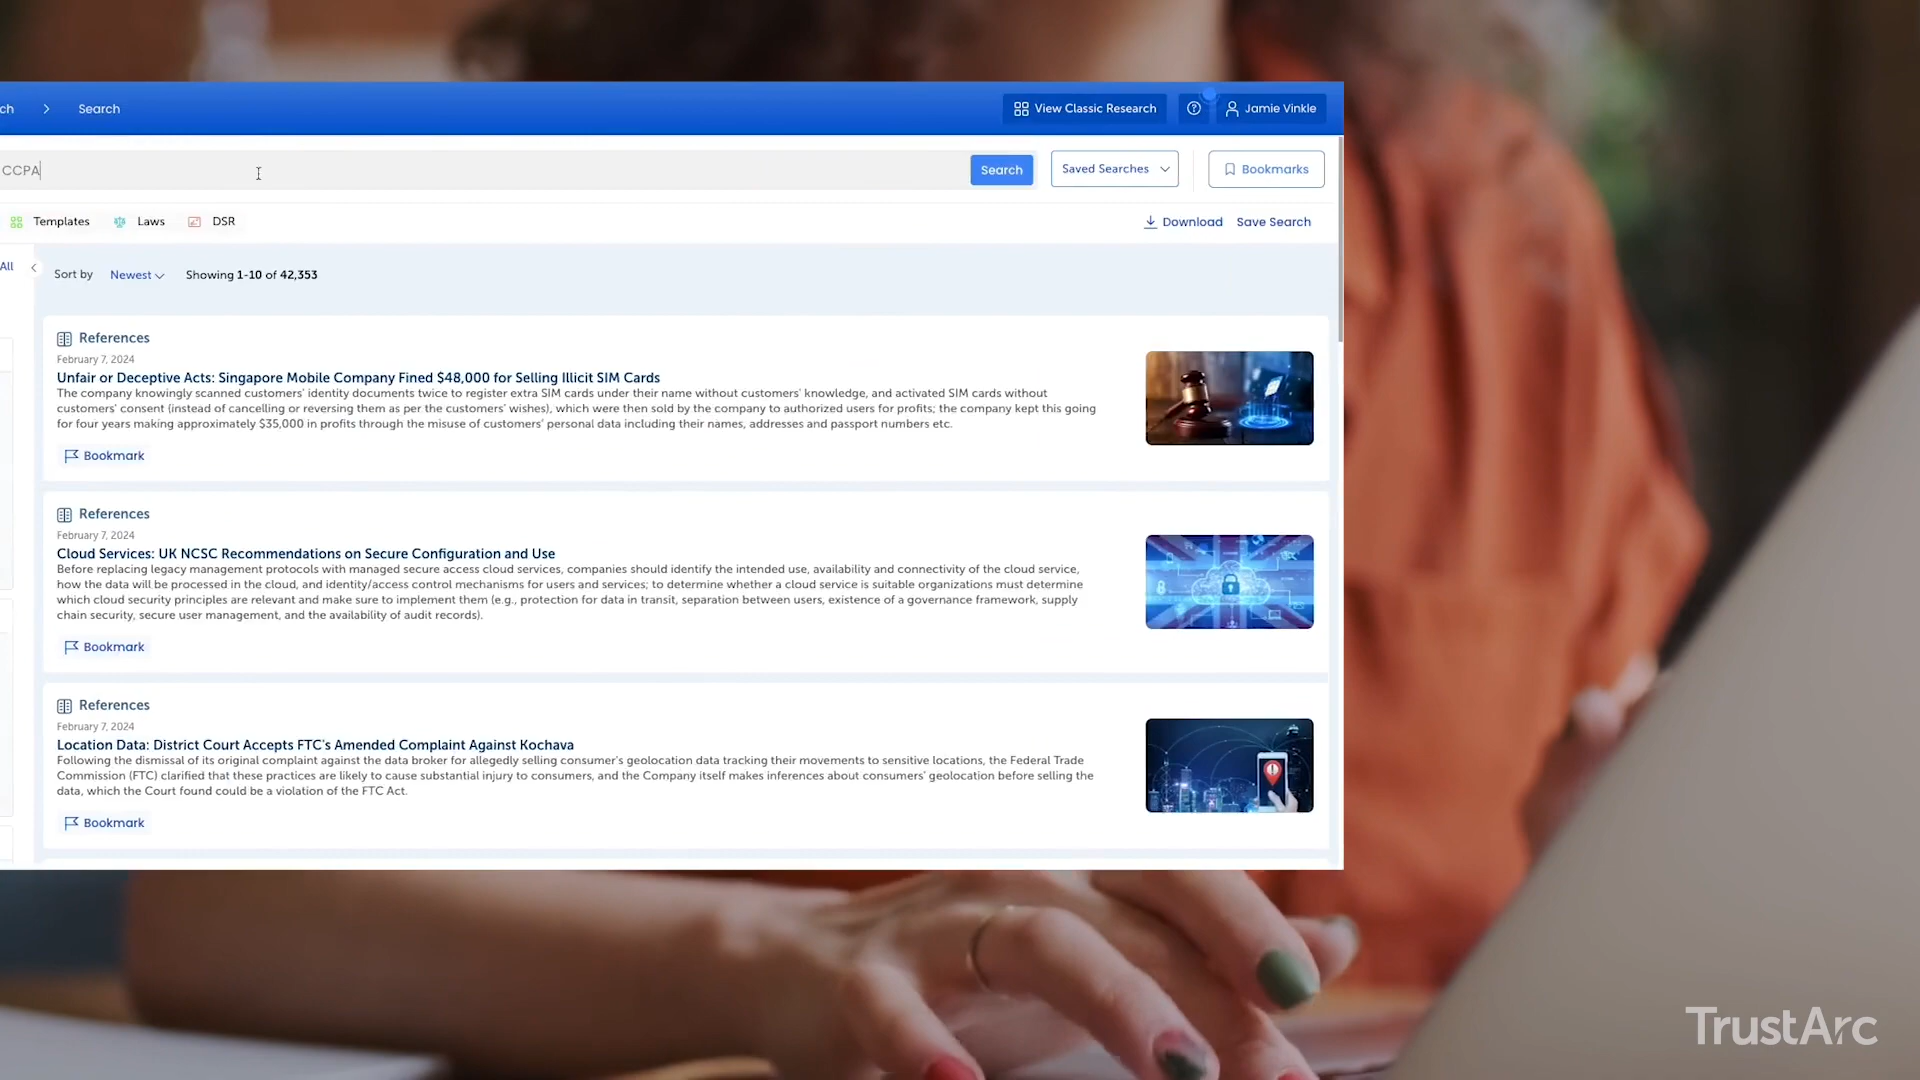 ch > Search
View Classic Research
Jamie Vinkle
CCPA
Search
Saved Searches
Bookmarks
Templates
Laws
DSR
Download
Save Search
All
Sort by
Newest
Showing 1-10 of 42,353
References
February 7, 2024
Unfair or Deceptive Acts: Singapore Mobile Company Fined $48,000 for Selling Illicit SIM Cards
The company knowingly scanned customers' identity documents twice to register extra SIM cards under their name without customers' knowledge, and activated SIM cards without
customers' consent (instead of cancelling or reversing them as per the customers' wishes), which were then sold by the company to authorized users for profits; the company kept this going
for four years making approximately $35,000 in profits through the misuse of customers' personal data including their names, addresses and passport numbers etc.
Bookmark
References
February 7, 2024
Cloud Services: UK NCSC Recommendations on Secure Configuration and Use
Before replacing legacy management protocols with managed secure access cloud services, companies should identify the intended use, availability and connectivity of the cloud service,
how the data will be processed in the cloud, and identity/access control mechanisms for users and services; to determine whether a cloud service is suitable organizations must determine
which cloud security principles are relevant and make sure to implement them (e.g., protection for data in transit, separation between users, existence of a governance framework, supply
chain security, secure user management, and the availability of audit records).
Bookmark
References
February 7, 2024
Location Data: District Court Accepts FTC's Amended Complaint Against Kochava
Following the dismissal of its original complaint against the data broker for allegedly selling consumer's geolocation data tracking their movements to sensitive locations, the Federal Trade
Commission (FTC) clarified that these practices are likely to cause substantial injury to consumers, and the Company itself makes inferences about consumers' geolocation before selling the
data, which the Court found could be a violation of the FTC Act.
Bookmark
TrustArc